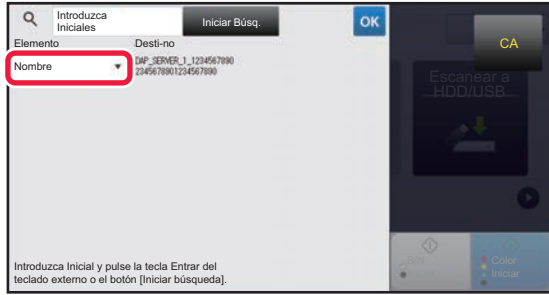 Introduzca
Iniciales
Iniciar Búsq.
OK
CA
Elemento
Desti-no
Nombre
DAP_SERVER_1_1234567890
2345678901234567890
Escanear a
HDD/USB
Introduzca Inicial y pulse la tecla Entrar del
teclado externo o el botón [Iniciar búsqueda].
B/N
Color
Iniciar